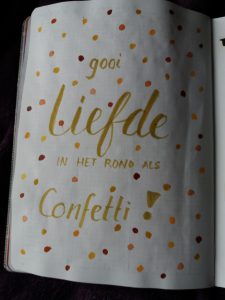 gooi
Liefde
IN HET ROND ALS
Confetti!